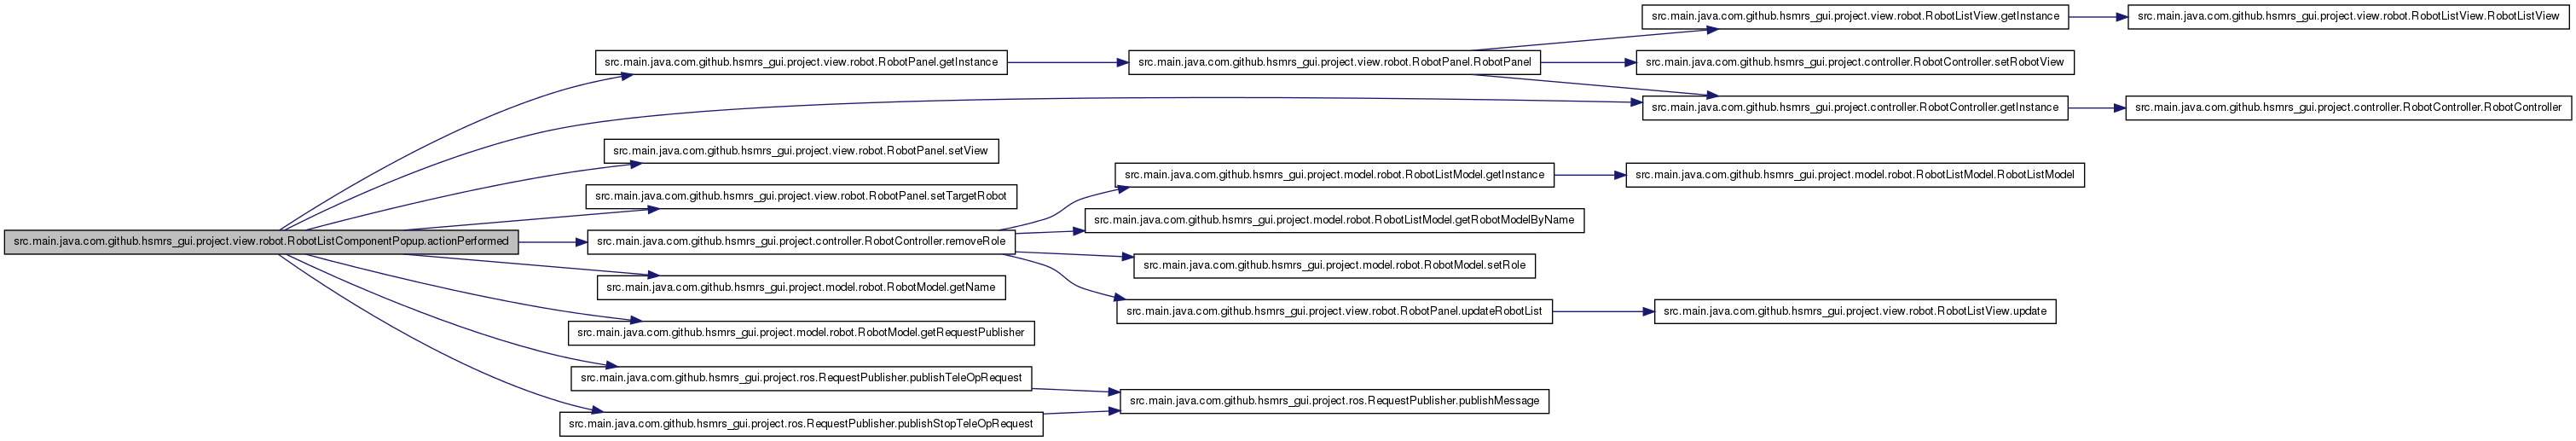 src.main.java.com.github.hsmrs_gui.project.view.robot.RobotListComponentPopup.actionPerformed
src.main.java.com.github.hsmrs_gui.project.view.robot.RobotPanel.getInstance
src.main.java.com.github.hsmrs_gui.project.view.robot.RobotPanel.RobotPanel
src.main.java.com.github.hsmrs_gui.project.view.robot.RobotListView.getInstance
src.main.java.com.github.hsmrs_gui.project.view.robot.RobotListView.RobotListView
src.main.java.com.github.hsmrs_gui.project.controller.RobotController.setRobotView
src.main.java.com.github.hsmrs_gui.project.controller.RobotController.getInstance
src.main.java.com.github.hsmrs_gui.project.controller.RobotController.RobotController
src.main.java.com.github.hsmrs_gui.project.view.robot.RobotPanel.setView
src.main.java.com.github.hsmrs_gui.project.view.robot.RobotPanel.setTargetRobot
src.main.java.com.github.hsmrs_gui.project.controller.RobotController.removeRole
src.main.java.com.github.hsmrs_gui.project.model.robot.RobotListModel.getInstance
src.main.java.com.github.hsmrs_gui.project.model.robot.RobotListModel.RobotListModel
src.main.java.com.github.hsmrs_gui.project.model.robot.RobotListModel.getRobotModelByName
src.main.java.com.github.hsmrs_gui.project.model.robot.RobotModel.setRole
src.main.java.com.github.hsmrs_gui.project.view.robot.RobotPanel.updateRobotList
src.main.java.com.github.hsmrs_gui.project.view.robot.RobotListView.update
src.main.java.com.github.hsmrs_gui.project.model.robot.RobotModel.getName
src.main.java.com.github.hsmrs_gui.project.model.robot.RobotModel.getRequestPublisher
src.main.java.com.github.hsmrs_gui.project.ros.RequestPublisher.publishTeleOpRequest
src.main.java.com.github.hsmrs_gui.project.ros.RequestPublisher.publishMessage
src.main.java.com.github.hsmrs_gui.project.ros.RequestPublisher.publishStopTeleOpRequest